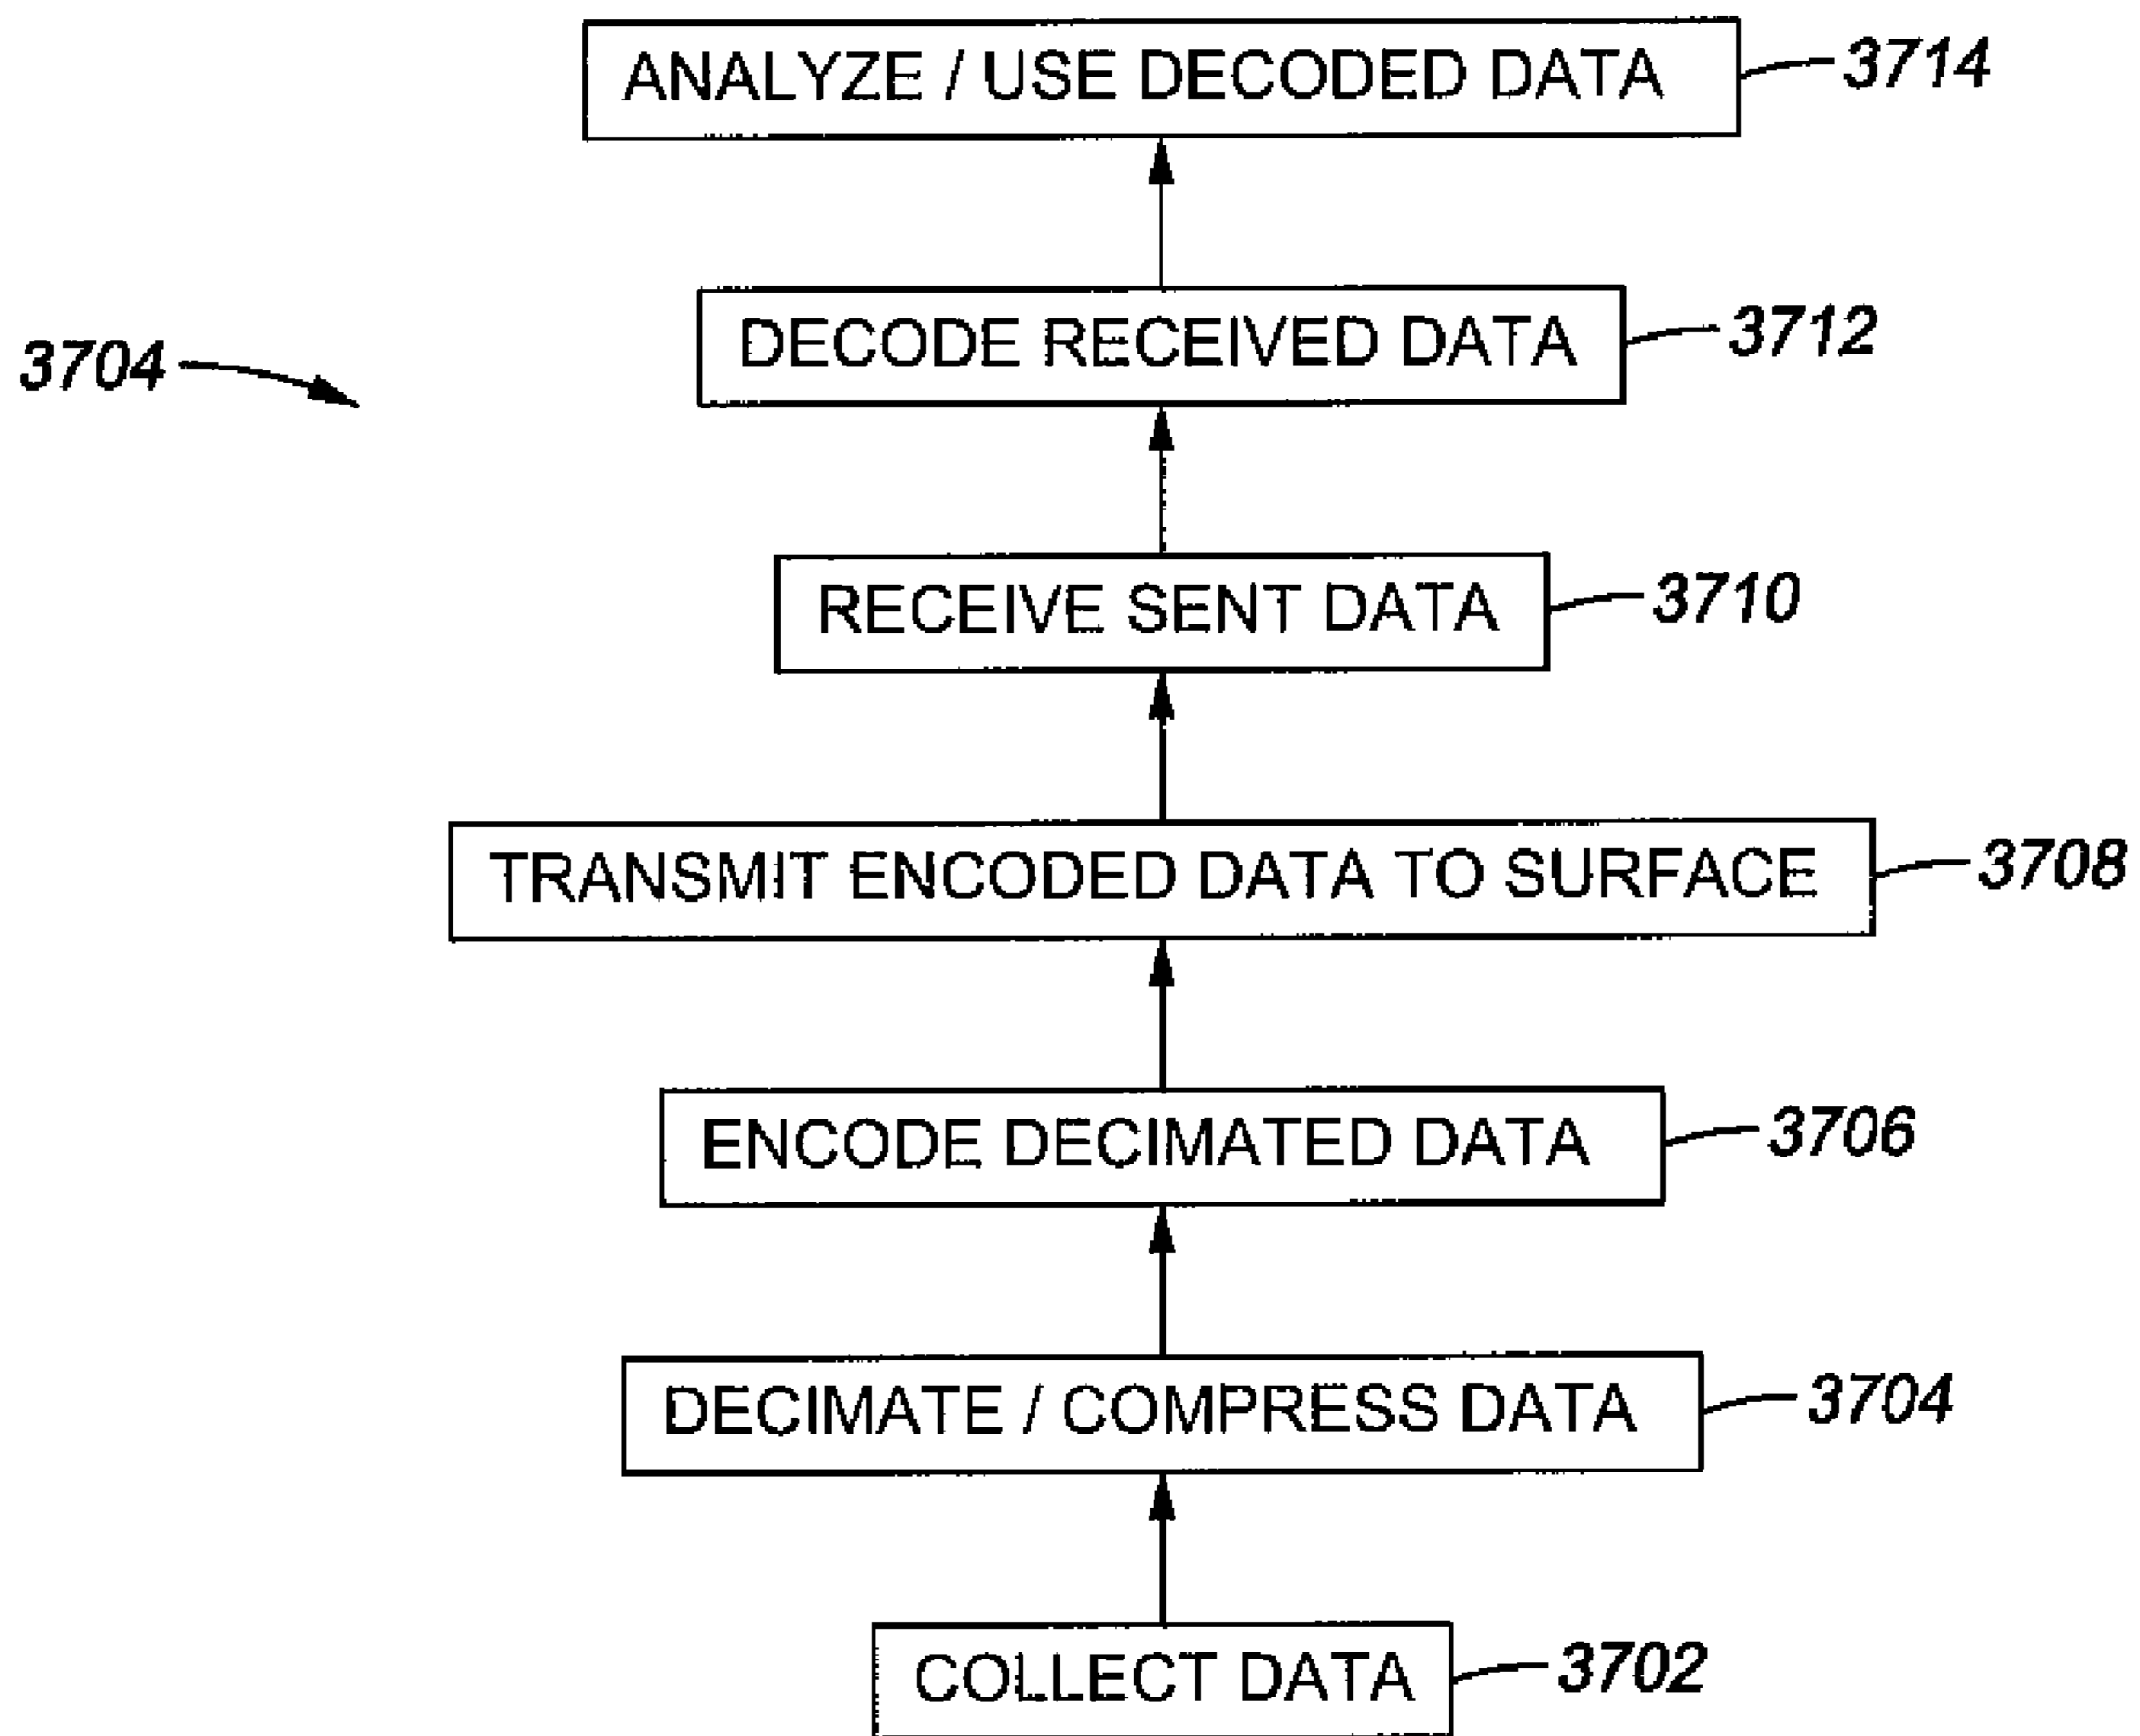 ANALYZE / USE DECODED DATA 3714
DECODE RECEIVED DATA 3712
3704
RECEIVE SENT DATA 3710
TRANSMIT ENCODED DATA TO SURFACE 3708
ENCODE DECIMATED DATA 3706
DECIMATE / COMPRESS DATA 3704
COLLECT DATA 3702